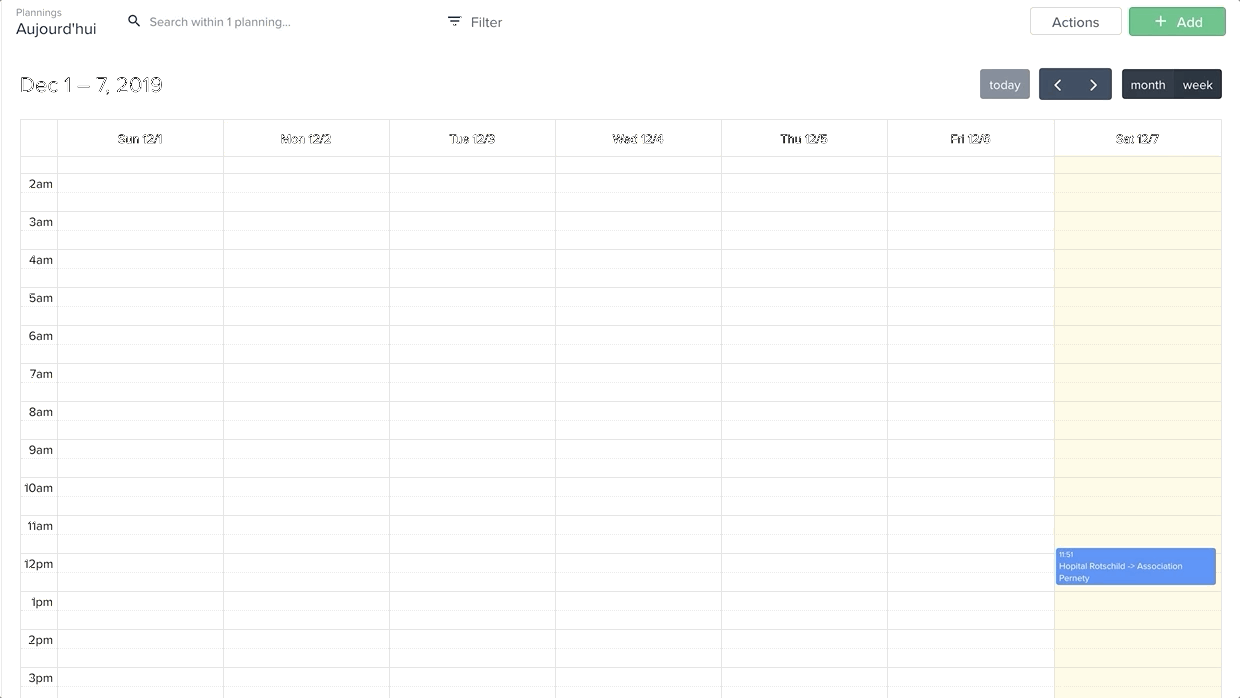 Plannings
Aujourd'hui
Search within 1 planning...
Filter
Actions
+ Add
Dec 1 – 7, 2019
today
month
week
Sun 12/1
Mon 12/2
Tue 12/3
Wed 12/4
Thu 12/5
Fri 12/6
Sat 12/7
2am
3am
4am
5am
6am
7am
8am
9am
10am
11am
12pm
11:51
Hopital Rotschild -> Association
Pernety
1pm
2pm
3pm